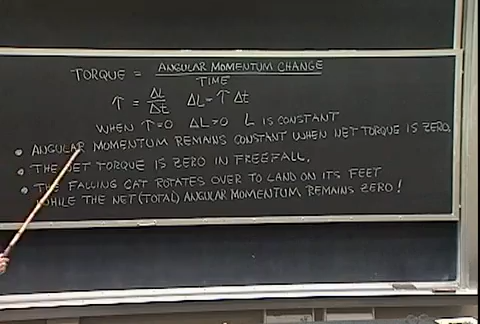 TORQUE = ANGULAR MOMENTUM CHANGE / TIME
τ = ΔL/Δt ΔL = τ Δt
WHEN τ=0 ΔL=0 L IS CONSTANT
• ANGULAR MOMENTUM REMAINS CONSTANT WHEN NET TORQUE IS ZERO.
• THE NET TORQUE IS ZERO IN FREEFALL.
• THE FALLING CAT ROTATES OVER TO LAND ON ITS FEET
WHILE THE NET (TOTAL) ANGULAR MOMENTUM REMAINS ZERO!